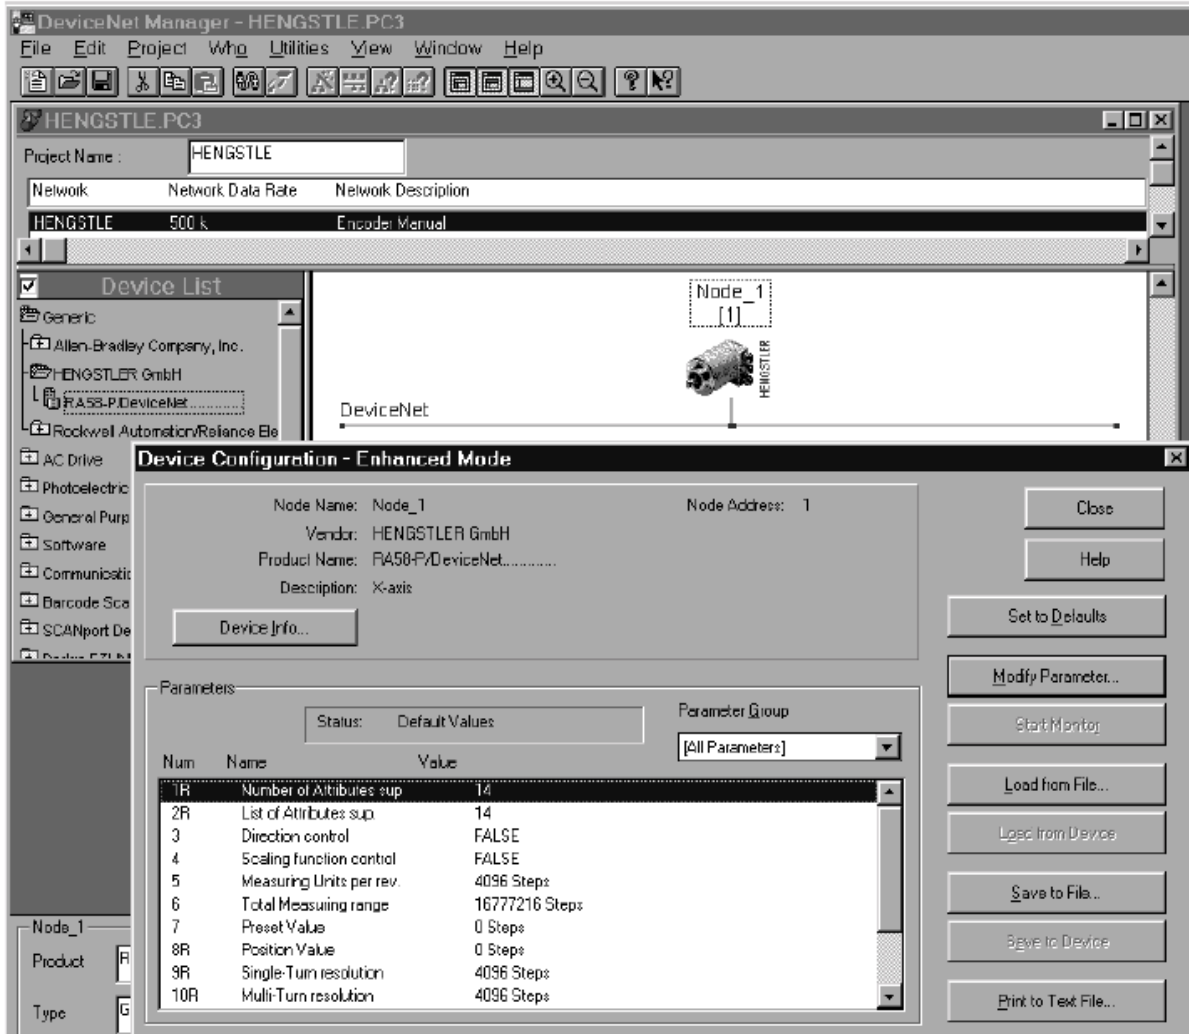 DeviceNet Manager - HENGSTLE.PC3
File Edit Project Who Utilities View Window Help
HENGSTLE.PC3
Project Name : HENGSTLE
Network Network Data Rate Network Description
HENGSTLE 500 k Encoder Manual
Device List
Generic
Allen-Bradley Company, Inc.
HENGSTLER GmbH
RA58-P/DeviceNet.............
Rockwell Automation/Reliance Ele
AC Drive
Photoelectric
General Purp
Software
Communicatio
Barcode Sca
SCANport De
Node_1
[1]
HENGSTLER
DeviceNet
Device Configuration - Enhanced Mode
Node Name: Node_1 Node Address: 1
Vendor: HENGSTLER GmbH
Product Name: RA58-P/DeviceNet.............
Description: X-axis
Device Info...
Close
Help
Set to Defaults
Modify Parameter...
Start Monitor
Load from File...
Load from Device
Save to File...
Save to Device
Print to Text File...
Parameters
Status: Default Values
Parameter Group
[All Parameters]
Num Name Value
1R Number of Attributes sup 14
2R List of Attributes sup. 14
3 Direction control FALSE
4 Scaling function control FALSE
5 Measuring Units per rev. 4096 Steps
6 Total Measuring range 16777216 Steps
7 Preset Value 0 Steps
8R Position Value 0 Steps
9R Single-Turn resolution 4096 Steps
10R Multi-Turn resolution 4096 Steps
Node_1
Product R
Type G